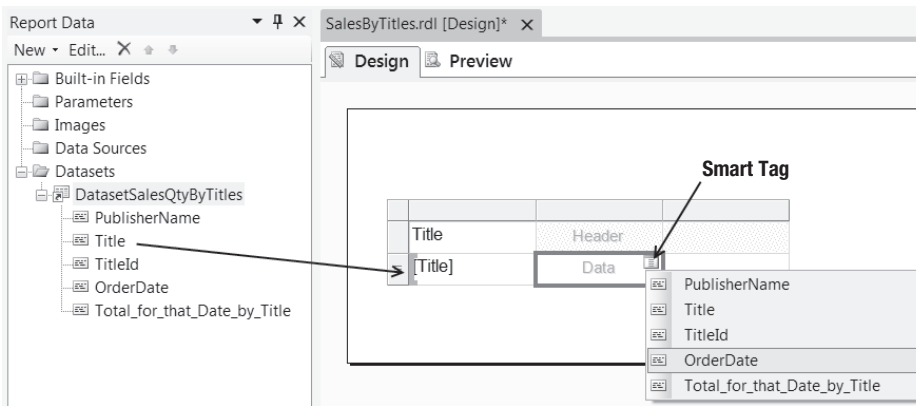 Report Data
New Edit...
Built-in Fields
Parameters
Images
Data Sources
Datasets
DatasetSalesQtyByTitles
PublisherName
Title
TitleId
OrderDate
Total_for_that_Date_by_Title
SalesByTitles.rdl [Design]*
Design Preview
Smart Tag
Title Header
[Title] Data
PublisherName
Title
TitleId
OrderDate
Total_for_that_Date_by_Title